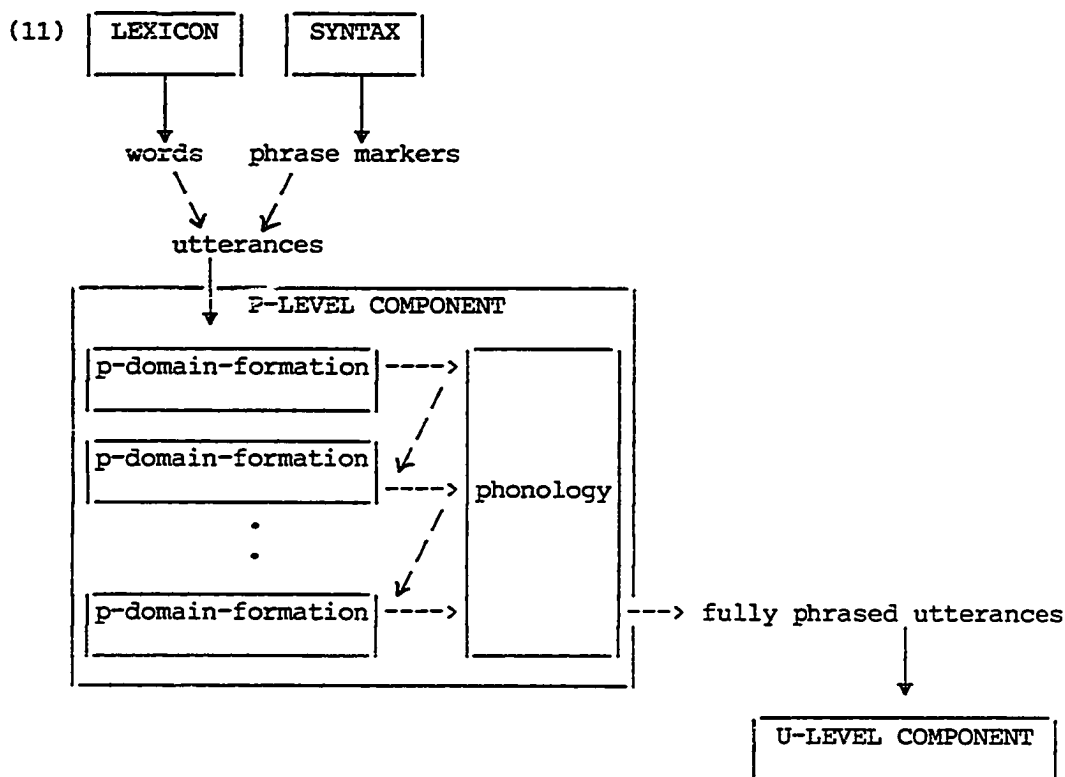 (11) LEXICON SYNTAX
words phrase markers
utterances
P-LEVEL COMPONENT
p-domain-formation
p-domain-formation
phonology
p-domain-formation
fully phrased utterances
U-LEVEL COMPONENT